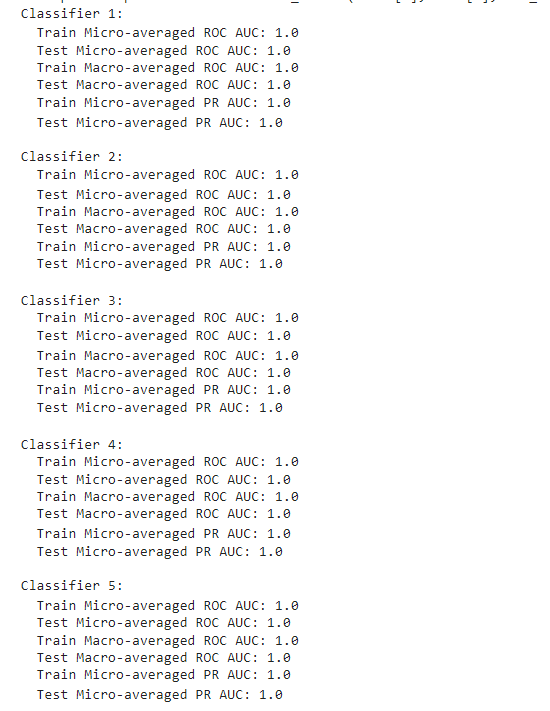 Classifier 1:
Train Micro-averaged ROC AUC: 1.0
Test Micro-averaged ROC AUC: 1.0
Train Macro-averaged ROC AUC: 1.0
Test Macro-averaged ROC AUC: 1.0
Train Micro-averaged PR AUC: 1.0
Test Micro-averaged PR AUC: 1.0
Classifier 2:
Train Micro-averaged ROC AUC: 1.0
Test Micro-averaged ROC AUC: 1.0
Train Macro-averaged ROC AUC: 1.0
Test Macro-averaged ROC AUC: 1.0
Train Micro-averaged PR AUC: 1.0
Test Micro-averaged PR AUC: 1.0
Classifier 3:
Train Micro-averaged ROC AUC: 1.0
Test Micro-averaged ROC AUC: 1.0
Train Macro-averaged ROC AUC: 1.0
Test Macro-averaged ROC AUC: 1.0
Train Micro-averaged PR AUC: 1.0
Test Micro-averaged PR AUC: 1.0
Classifier 4:
Train Micro-averaged ROC AUC: 1.0
Test Micro-averaged ROC AUC: 1.0
Train Macro-averaged ROC AUC: 1.0
Test Macro-averaged ROC AUC: 1.0
Train Micro-averaged PR AUC: 1.0
Test Micro-averaged PR AUC: 1.0
Classifier 5:
Train Micro-averaged ROC AUC: 1.0
Test Micro-averaged ROC AUC: 1.0
Train Macro-averaged ROC AUC: 1.0
Test Macro-averaged ROC AUC: 1.0
Train Micro-averaged PR AUC: 1.0
Test Micro-averaged PR AUC: 1.0